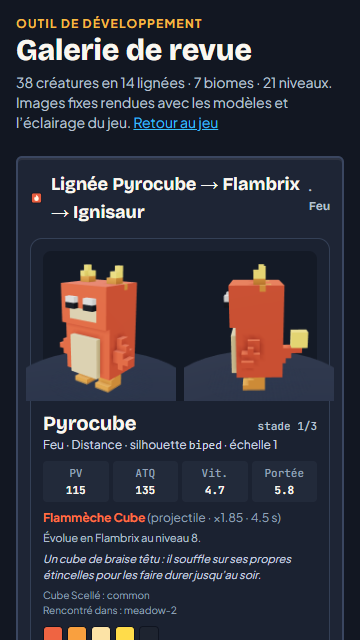 OUTIL DE DÉVELOPPEMENT
Galerie de revue
38 créatures en 14 lignées · 7 biomes · 21 niveaux.
Images fixes rendues avec les modèles et
l'éclairage du jeu. Retour au jeu
Lignée Pyrocube → Flambrix
→ Ignisaur
· Feu
Pyrocube
stade 1/3
Feu · Distance · silhouette biped · échelle 1
PV ATQ Vit. Portée
115 135 4.7 5.8
Flammèche Cube (projectile · ×1.85 · 4.5 s)
Évolue en Flambrix au niveau 8.
Un cube de braise têtu : il souffle sur ses propres
étincelles pour les faire durer jusqu'au soir.
Cube Scellé : common
Rencontré dans : meadow-2